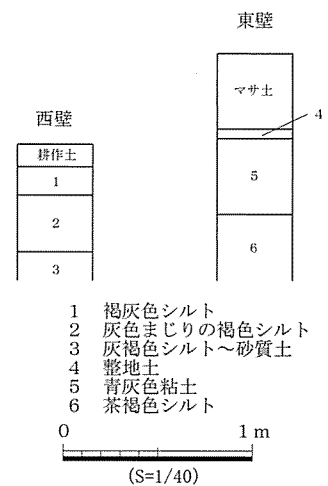 東壁
マサ土
4
5
6
西壁
耕作土
1
2
3
1 褐灰色シルト
2 灰色まじりの褐色シルト
3 灰褐色シルト~砂質土
4 整地土
5 青灰色粘土
6 茶褐色シルト
0 1m
(S=1/40)